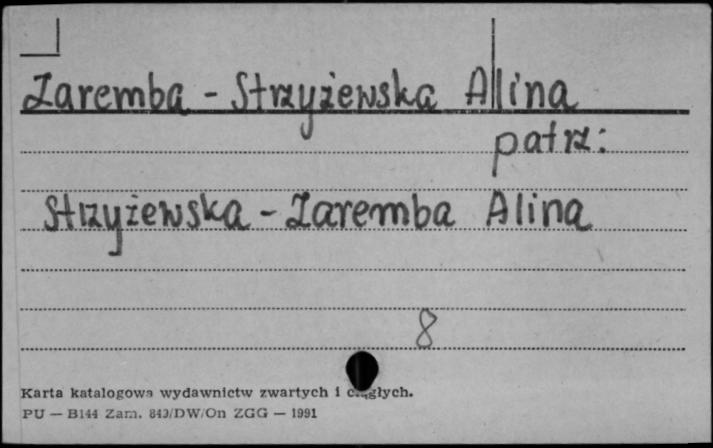 Zaremba - Strzyżewska Alina
patrz:
Strzyżewska - Zaremba Alina
8
Karta katalogowa wydawnictw zwartych i ciągłych.
PU — B144 Zam. 849/DW/On ZGG — 1991